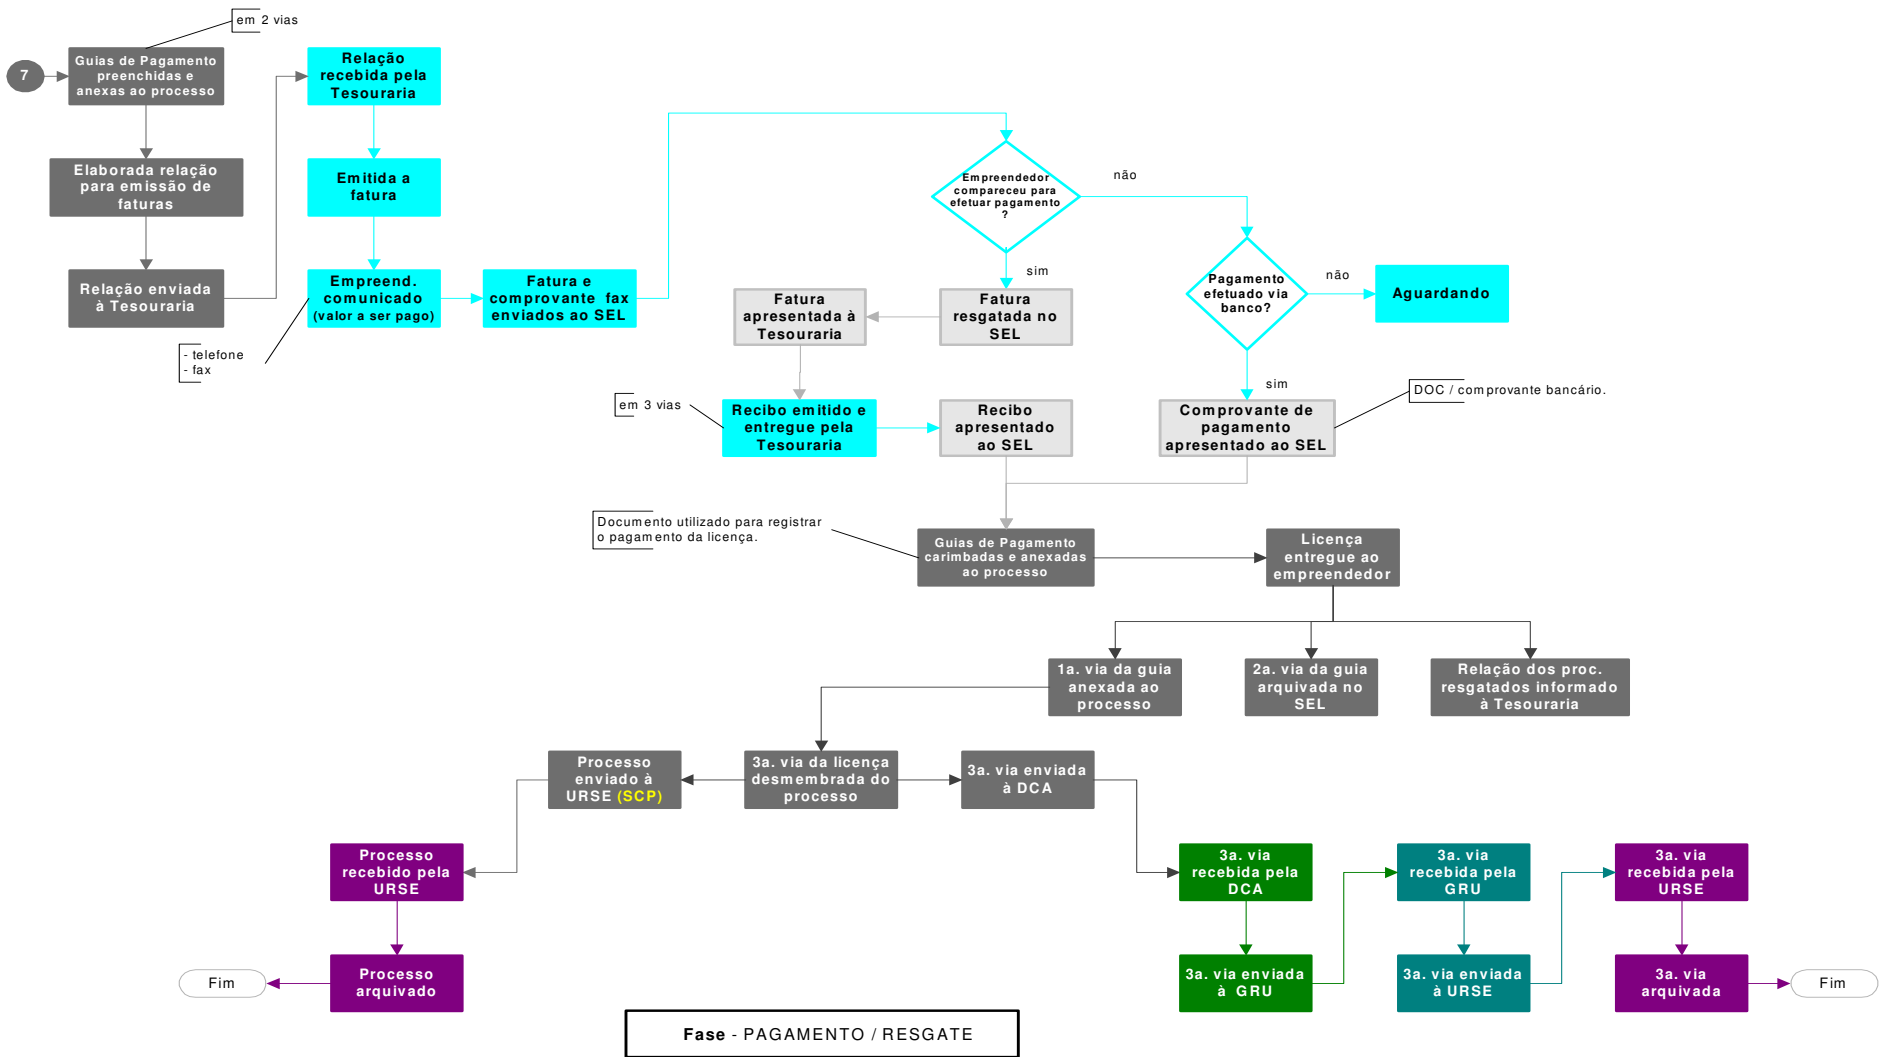 em 2 vias
7
Guias de Pagamento
preenchidas e
anexas ao processo
Relação
recebida pela
Tesouraria
Elaborada relação
para emissão de
faturas
Emitida a
fatura
Empreendedor
compareceu para
efetuar pagamento
?
não
sim
Relação enviada
à Tesouraria
Empreend.
comunicado
(valor a ser pago)
Fatura e
comprovante fax
enviados ao SEL
Fatura
apresentada à
Tesouraria
Fatura
resgatada no
SEL
Pagamento
efetuado via
banco?
não
Aguardando
sim
- telefone
- fax
em 3 vias
Recibo emitido e
entregue pela
Tesouraria
Recibo
apresentado
ao SEL
Comprovante de
pagamento
apresentado ao SEL
DOC / comprovante bancário.
Documento utilizado para registrar
o pagamento da licença.
Guias de Pagamento
carimbadas e anexadas
ao processo
Licença
entregue ao
empreendedor
1a. via da guia
anexada ao
processo
2a. via da guia
arquivada no
SEL
Relação dos proc.
resgatados informado
à Tesouraria
Processo
enviado à
URSE (SCP)
3a. via da licença
desmembrada do
processo
3a. via enviada
à DCA
Processo
recebido pela
URSE
3a. via
recebida pela
DCA
3a. via
recebida pela
GRU
3a. via
recebida pela
URSE
Fim
Processo
arquivado
3a. via enviada
à GRU
3a. via enviada
à URSE
3a. via
arquivada
Fim
Fase - PAGAMENTO / RESGATE